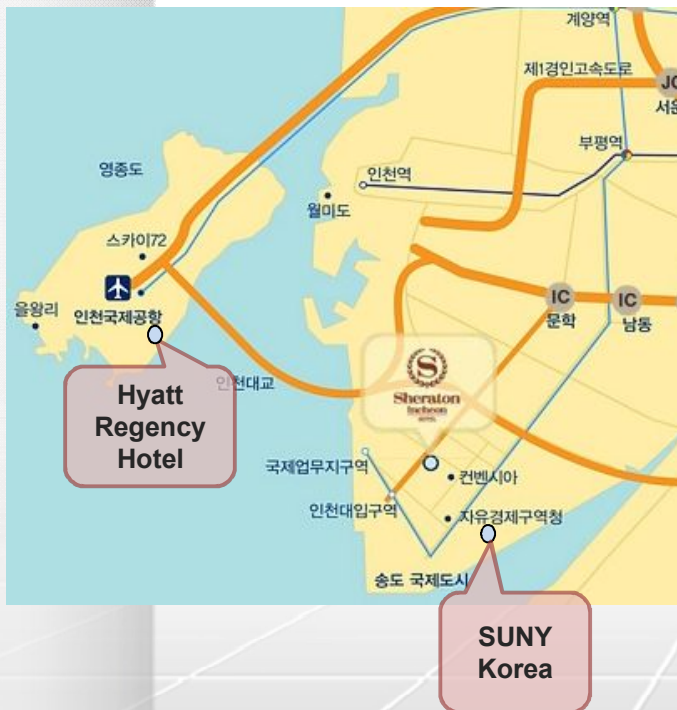 계양역
제1경인고속도로
JC
서운
부평역
영종도
인천역
월미도
스카이72
을왕리
인천국제공항
IC
IC
문학
남동
인천대교
Hyatt
Regency
Hotel
S
Sheraton
Incheon
HOTEL
국제업무지구역
컨벤시아
인천대입구역
자유경제구역청
송도 국제도시
SUNY
Korea